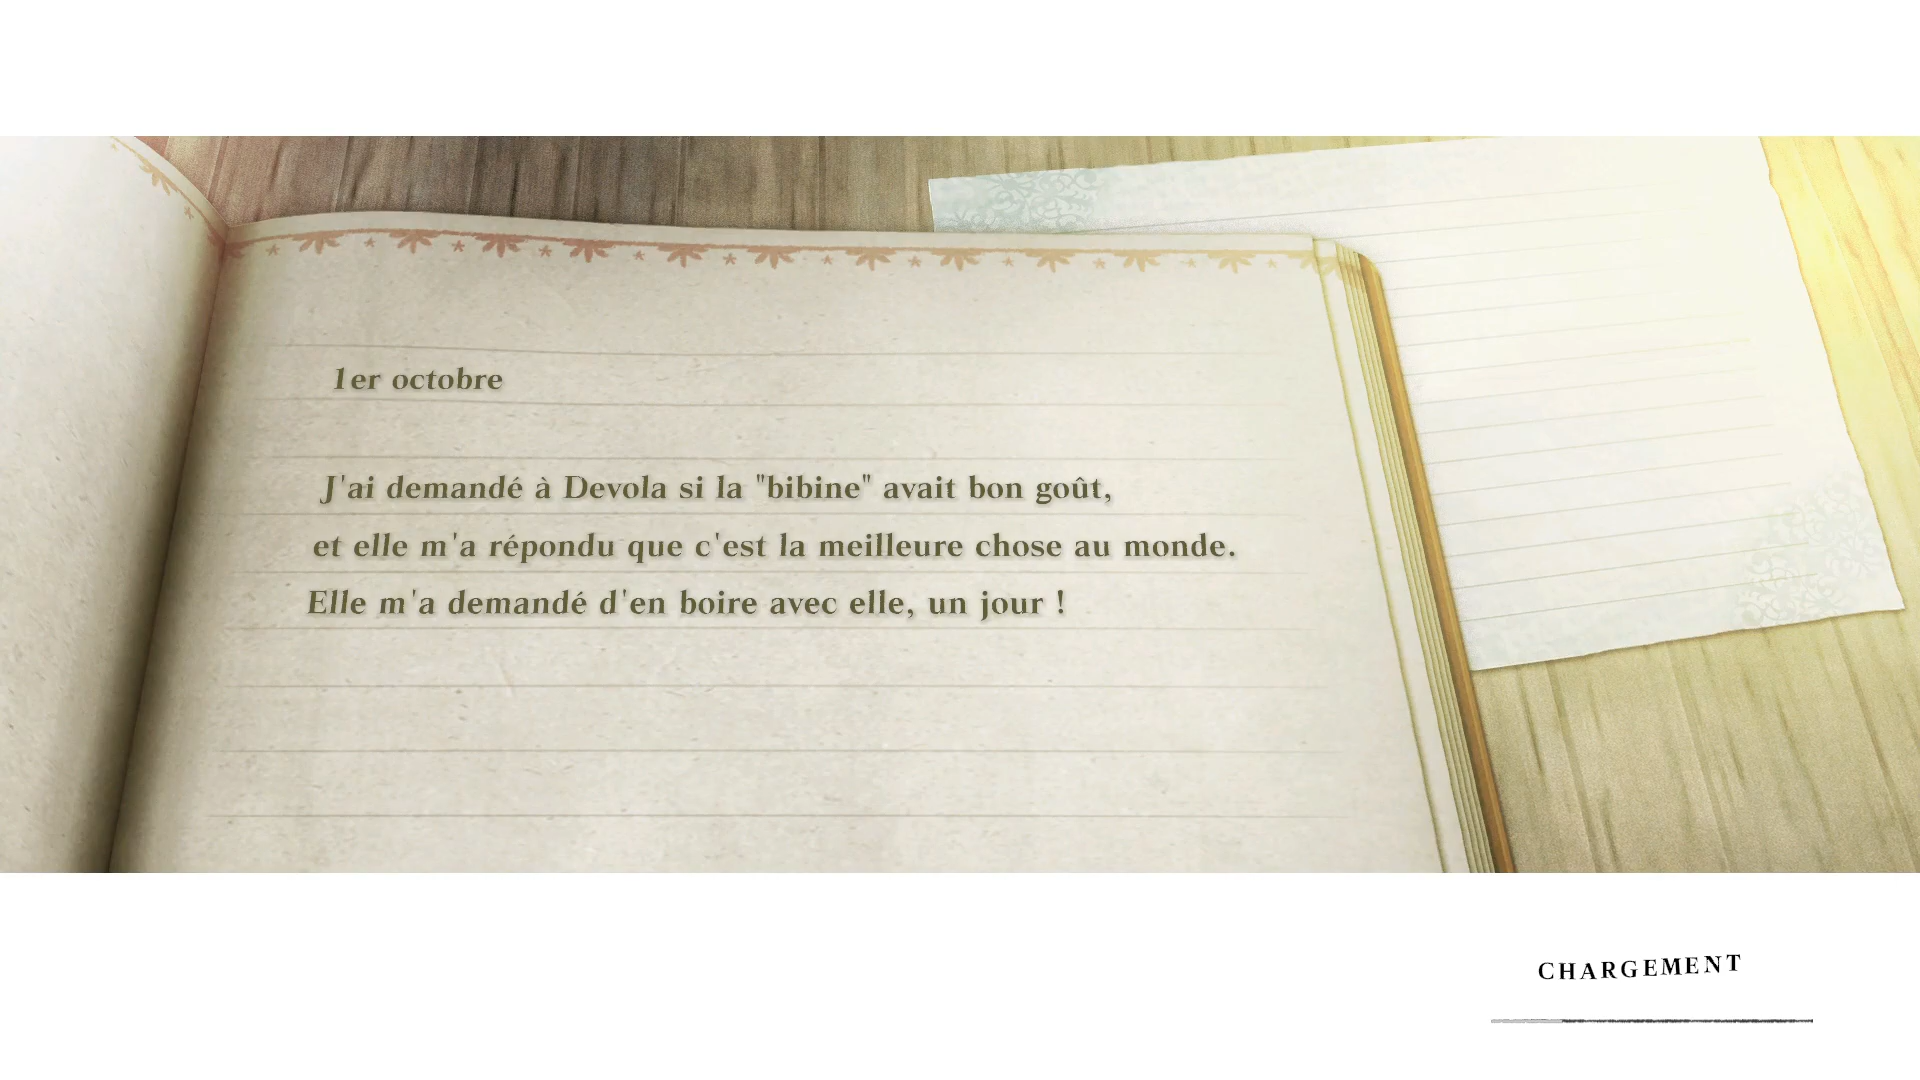 1er octobre
J'ai demandé à Devola si la "bibine" avait bon goût,
et elle m'a répondu que c'est la meilleure chose au monde.
Elle m'a demandé d'en boire avec elle, un jour !
CHARGEMENT